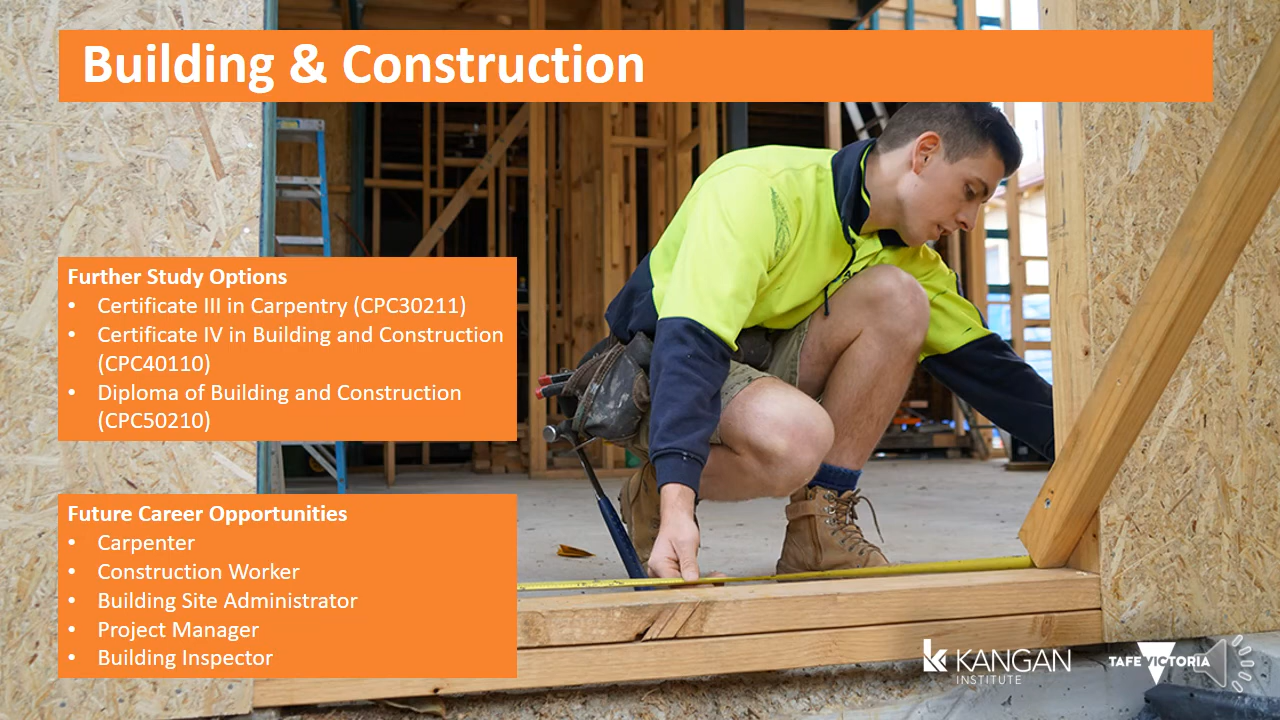 Building & Construction
Further Study Options
• Certificate III in Carpentry (CPC30211)
• Certificate IV in Building and Construction
(CPC40110)
• Diploma of Building and Construction
(CPC50210)
Future Career Opportunities
• Carpenter
• Construction Worker
• Building Site Administrator
• Project Manager
• Building Inspector
KANGAN
INSTITUTE
TAFE VICTORIA